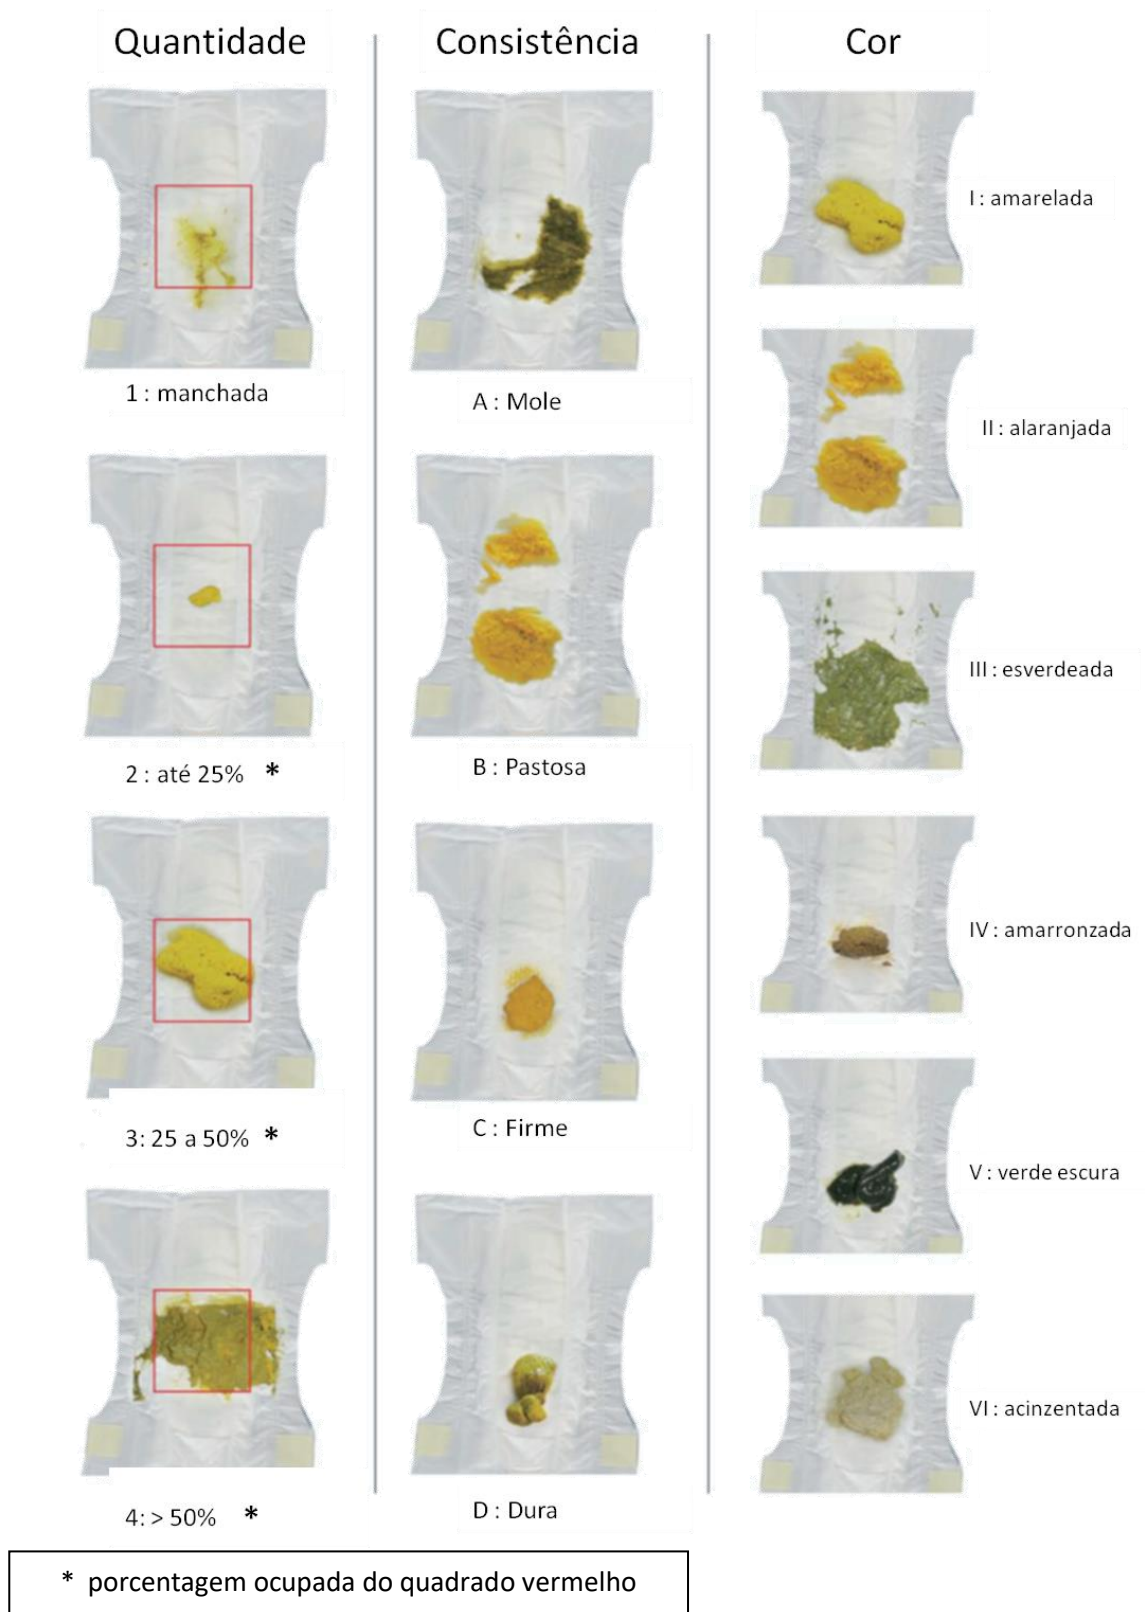 Quantidade
1 : manchada
2 : até 25% *
3: 25 a 50% *
4: > 50% *
Consistência
A : Mole
B : Pastosa
C : Firme
D : Dura
Cor
I : amarelada
II : alaranjada
III : esverdeada
IV : amarronzada
V : verde escura
VI : acinzentada
* porcentagem ocupada do quadrado vermelho